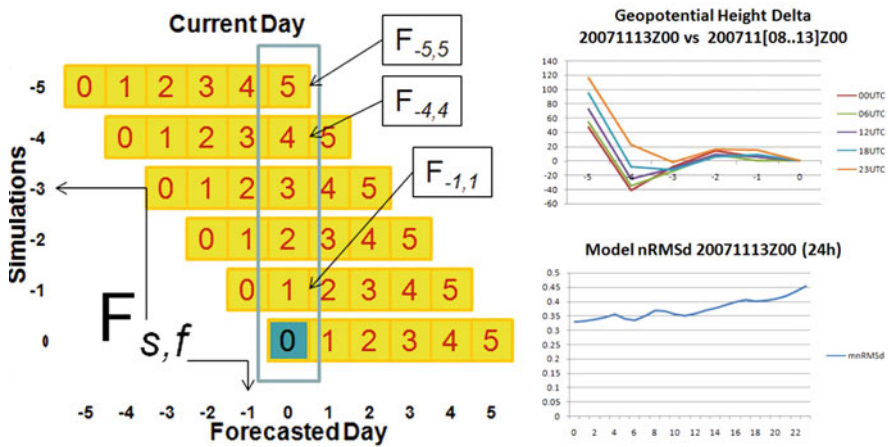 Current Day
F-5,5
-5 0 1 2 3 4 5
F-4,4
-4 0 1 2 3 4 5
F-1,1
-3 0 1 2 3 4 5
-2 0 1 2 3 4 5
-1 0 1 2 3 4 5
0 0 1 2 3 4 5
Simulations
Fs,f
-5 -4 -3 -2 -1 0 1 2 3 4 5
Forecasted Day
Geopotential Height Delta
20071113Z00 vs 200711[08..13]Z00
140
120
100
80
60
40
20
0
-20
-40
-60
-5 -4 -3 -2 -1 0
00UTC
06UTC
12UTC
18UTC
23UTC
Model nRMSd 20071113Z00 (24h)
0.5
0.45
0.4
0.35
0.3
0.25
0.2
0.15
0.1
0.05
0
0 2 4 6 8 10 12 14 16 18 20 22
mnRMSd